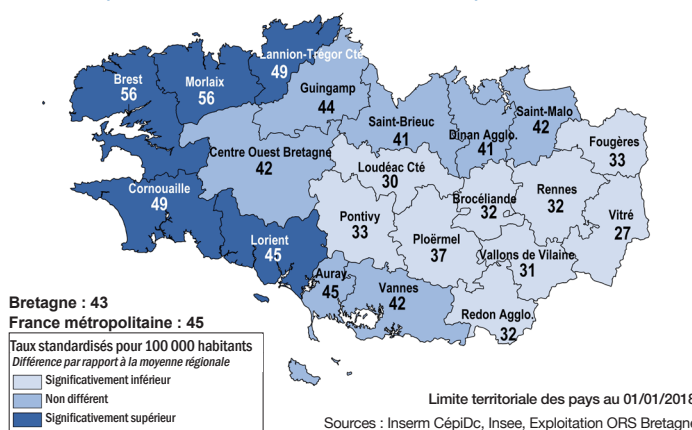 Lannion-Trégor Cté
49
Brest
56
Morlaix
56
Guingamp
44
Saint-Brieuc
41
Dinan Agglo.
41
Saint-Malo
42
Fougères
33
Centre Ouest Bretagne
42
Loudéac Cté
30
Brocéliande
32
Rennes
32
Vitré
27
Cornouaille
49
Pontivy
33
Ploërmel
37
Vallons de Vilaine
31
Lorient
45
Auray
45
Vannes
42
Redon Agglo.
32
Bretagne : 43
France métropolitaine : 45
Taux standardisés pour 100 000 habitants
Différence par rapport à la moyenne régionale
Significativement inférieur
Non différent
Significativement supérieur
Limite territoriale des pays au 01/01/2018
Sources : Inserm CépiDc, Insee, Exploitation ORS Bretagne